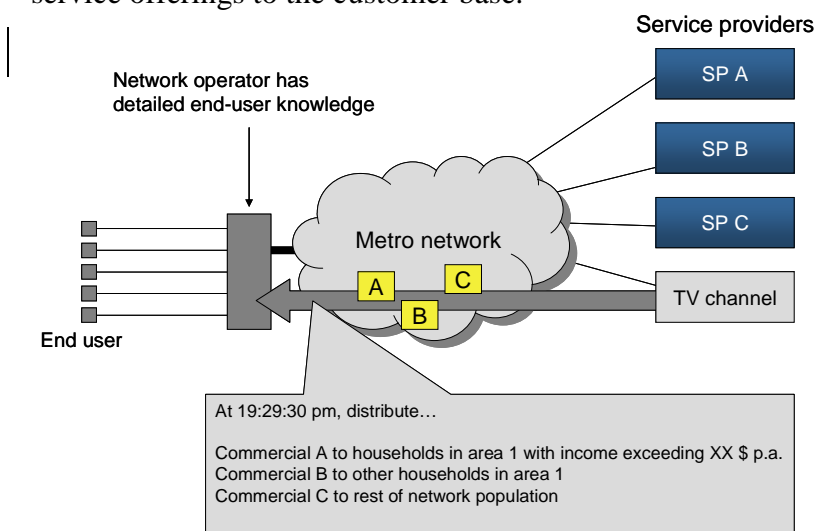 service offerings to the customer base.
Service providers
SP A
Network operator has
detailed end-user knowledge
SP B
SP C
Metro network
A
C
TV channel
B
End user
At 19:29:30 pm, distribute…
Commercial A to households in area 1 with income exceeding XX $ p.a.
Commercial B to other households in area 1
Commercial C to rest of network population